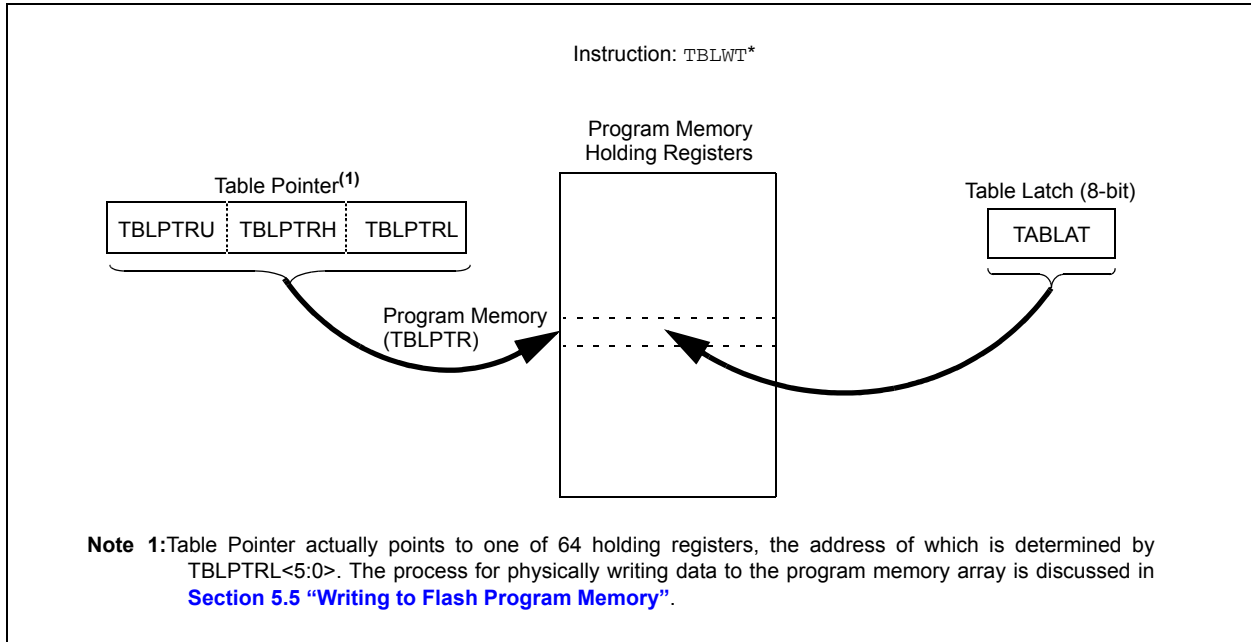 Instruction: TBLWT*
Program Memory
Holding Registers
Table Pointer(1)
Table Latch (8-bit)
TBLPTRU TBLPTRH TBLPTRL
TABLAT
Program Memory
(TBLPTR)
Note 1:Table Pointer actually points to one of 64 holding registers, the address of which is determined by
TBLPTRL<5:0>. The process for physically writing data to the program memory array is discussed in
Section 5.5 “Writing to Flash Program Memory”.